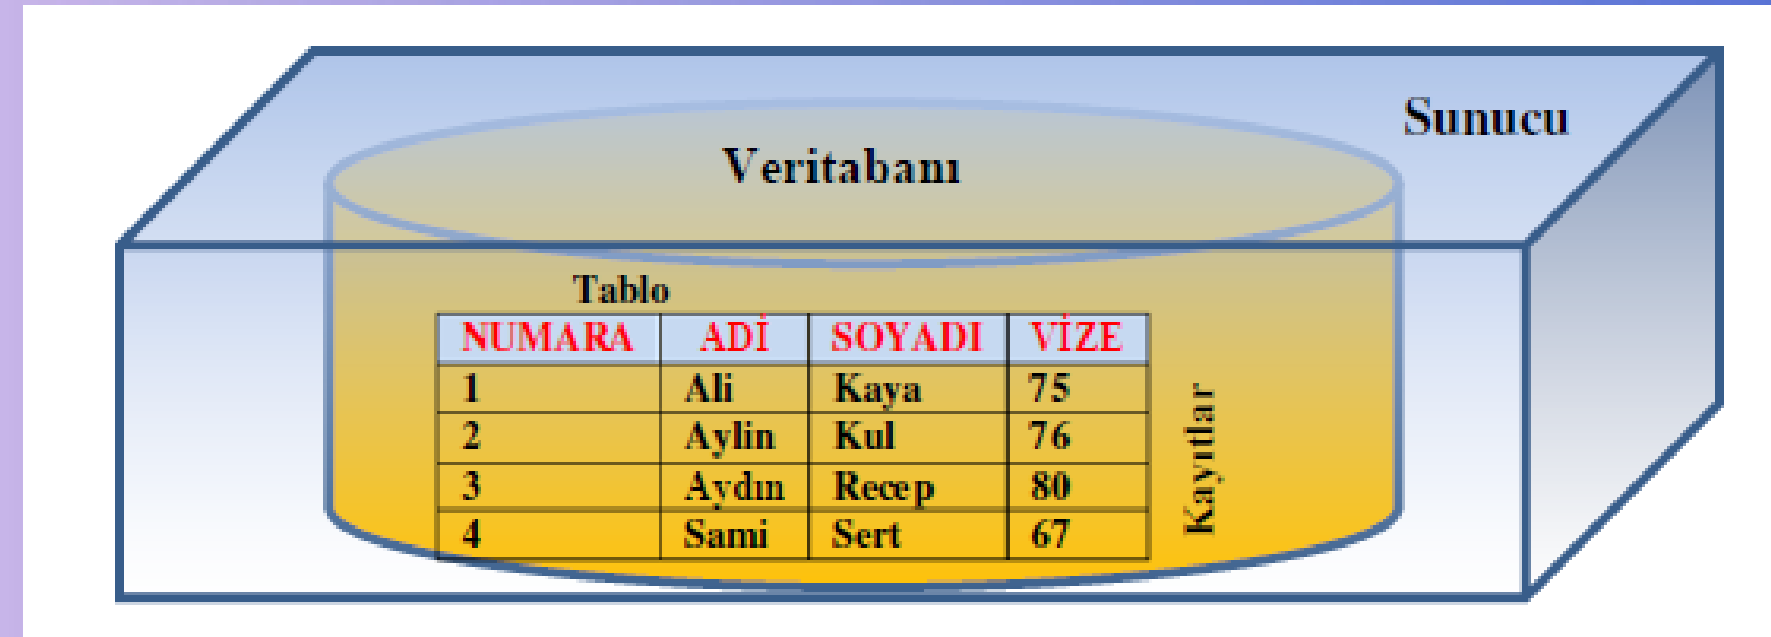 Sunucu
Veritabanı
Tablo
NUMARA ADİ SOYADI VİZE
1 Ali Kaya 75
2 Aylin Kul 76
3 Aydın Recep 80
4 Sami Sert 67
Kayıtlar